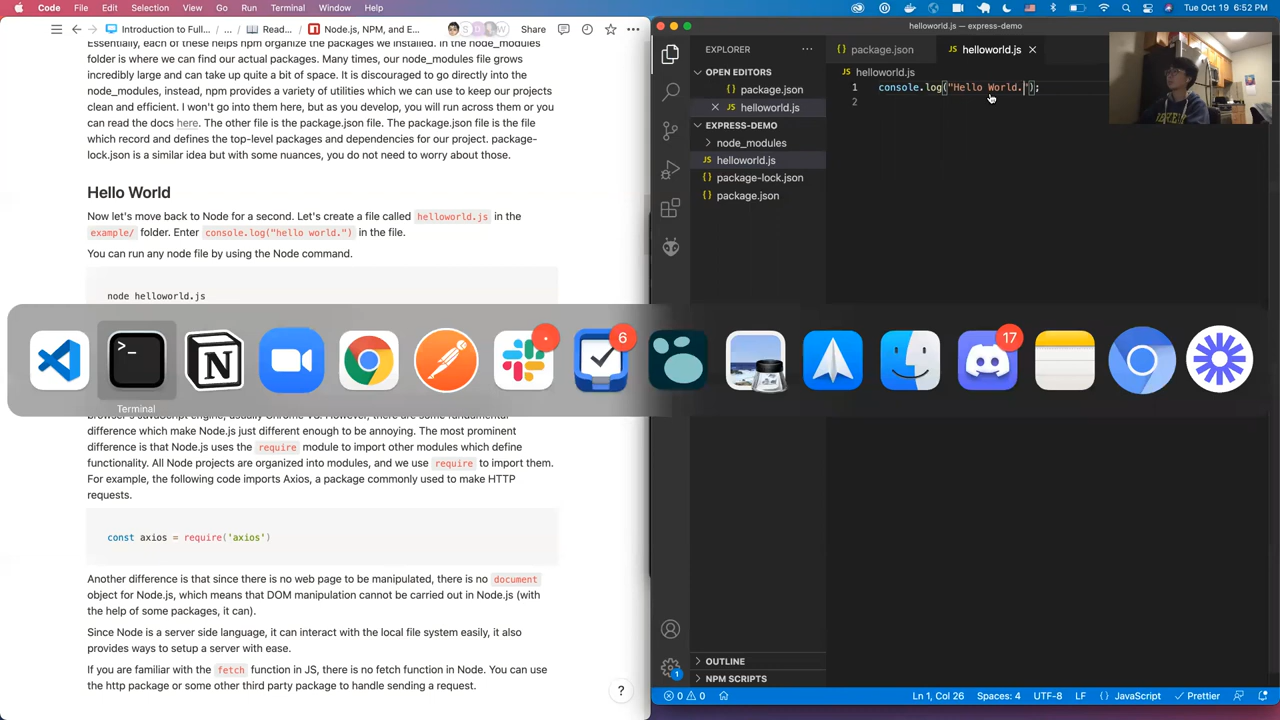 Code File Edit Selection View Go Run Terminal Window Help
Tue Oct 19 6:52 PM
Introduction to Full... / ... / Read... / Node.js, NPM, and E...
W
Share
Essentially, each of these helps npm organize the packages we installed. In the node_modules
folder is where we can find our actual packages. Many times, our node_modules file grows
incredibly large and can take up quite a bit of space. It is discouraged to go directly into the
node_modules, instead, npm provides a variety of utilities which we can use to keep our projects
clean and efficient. I won't go into them here, but as you develop, you will run across them or you
can read the docs here. The other file is the package.json file. The package.json file is the file
which record and defines the top-level packages and dependencies for our project. package-
lock.json is a similar idea but with some nuances, you do not need to worry about those.
Hello World
Now let's move back to Node for a second. Let's create a file called helloworld.js in the
example/ folder. Enter console.log("hello world.") in the file.
You can run any node file by using the Node command.
node helloworld.js
>_
N
6
17
Terminal
browser's JavaScript engine, usually Chrome V8. However, there are some fundamental
difference which make Node.js just different enough to be annoying. The most prominent
difference is that Node.js uses the require module to import other modules which define
functionality. All Node projects are organized into modules, and we use require to import them.
For example, the following code imports Axios, a package commonly used to make HTTP
requests.
const axios = require('axios')
Another difference is that since there is no web page to be manipulated, there is no document
object for Node.js, which means that DOM manipulation cannot be carried out in Node.js (with
the help of some packages, it can).
Since Node is a server side language, it can interact with the local file system easily, it also
provides ways to setup a server with ease.
If you are familiar with the fetch function in JS, there is no fetch function in Node. You can use
the http package or some other third party package to handle sending a request.
?
helloworld.js — express-demo
EXPLORER
OPEN EDITORS
{} package.json
JS helloworld.js
EXPRESS-DEMO
node_modules
JS helloworld.js
{} package-lock.json
{} package.json
OUTLINE
NPM SCRIPTS
{} package.json
JS helloworld.js
JS helloworld.js
1 console.log("Hello World.");
2
1
0 0
Ln 1, Col 26 Spaces: 4 UTF-8 LF {} JavaScript Prettier